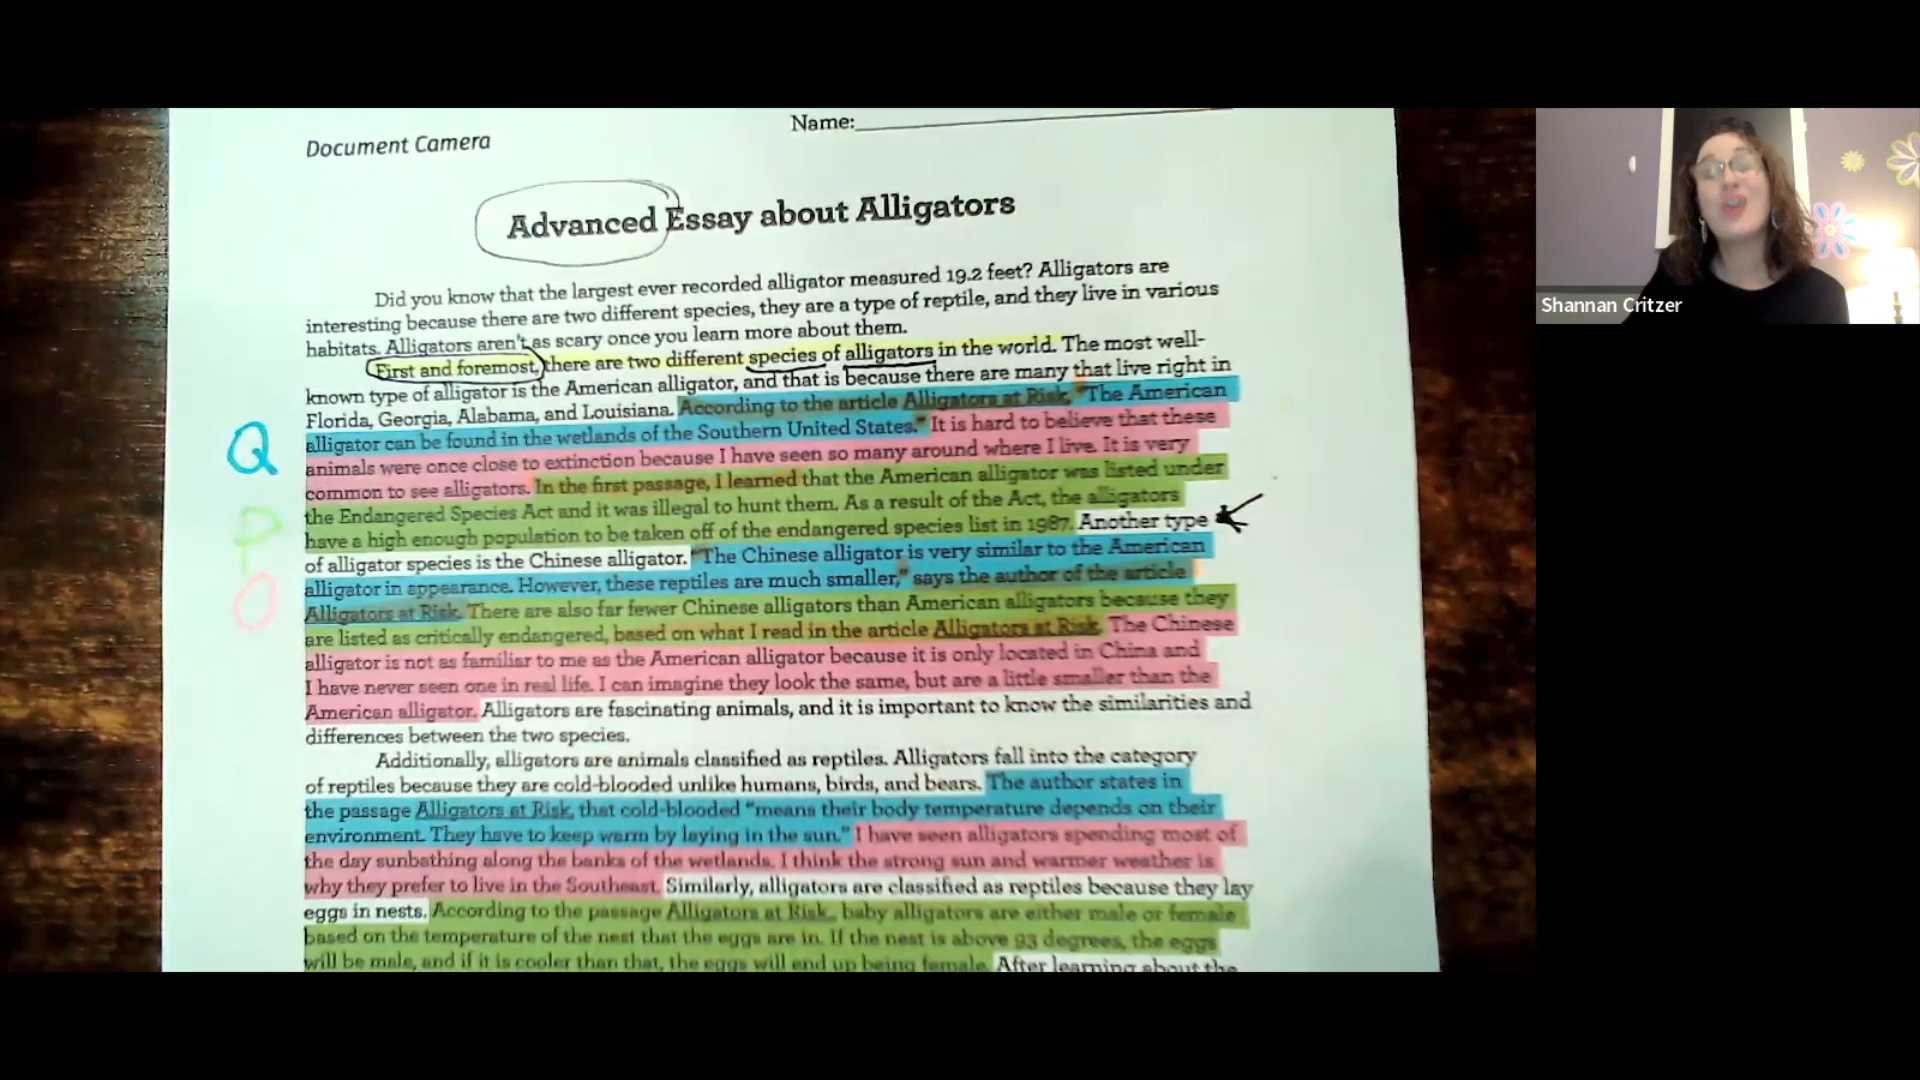 Name:
Document Camera
Advanced Essay about Alligators
Shannan Critzer
Did you know that the largest ever recorded alligator measured 19.2 feet? Alligators are
interesting because there are two different species, they are a type of reptile, and they live in various
habitats. Alligators aren't as scary once you learn more about them.
First and foremost, there are two different species of alligators in the world. The most well-
known type of alligator is the American alligator, and that is because there are many that live right in
Florida, Georgia, Alabama, and Louisiana. According to the article Alligators at Risk, "The American
alligator can be found in the wetlands of the Southern United States." It is hard to believe that these
Q
animals were once close to extinction because I have seen so many around where I live. It is very
common to see alligators. In the first passage, I learned that the American alligator was listed under
the Endangered Species Act and it was illegal to hunt them. As a result of the Act, the alligators
P
have a high enough population to be taken off of the endangered species list in 1987. Another type
of alligator species is the Chinese alligator. "The Chinese alligator is very similar to the American
alligator in appearance. However, these reptiles are much smaller," says the author of the article
O
Alligators at Risk. There are also far fewer Chinese alligators than American alligators because they
are listed as critically endangered, based on what I read in the article Alligators at Risk. The Chinese
alligator is not as familiar to me as the American alligator because it is only located in China and
I have never seen one in real life. I can imagine they look the same, but are a little smaller than the
American alligator. Alligators are fascinating animals, and it is important to know the similarities and
differences between the two species.
Additionally, alligators are animals classified as reptiles. Alligators fall into the category
of reptiles because they are cold-blooded unlike humans, birds, and bears. The author states in
the passage Alligators at Risk, that cold-blooded "means their body temperature depends on their
environment. They have to keep warm by laying in the sun." I have seen alligators spending most of
the day sunbathing along the banks of the wetlands. I think the strong sun and warmer weather is
why they prefer to live in the Southeast. Similarly, alligators are classified as reptiles because they lay
eggs in nests. According to the passage Alligators at Risk, baby alligators are either male or female
based on the temperature of the nest that the eggs are in. If the nest is above 93 degrees, the eggs
will be male, and if it is cooler than that, the eggs will end up being female. After learning about the